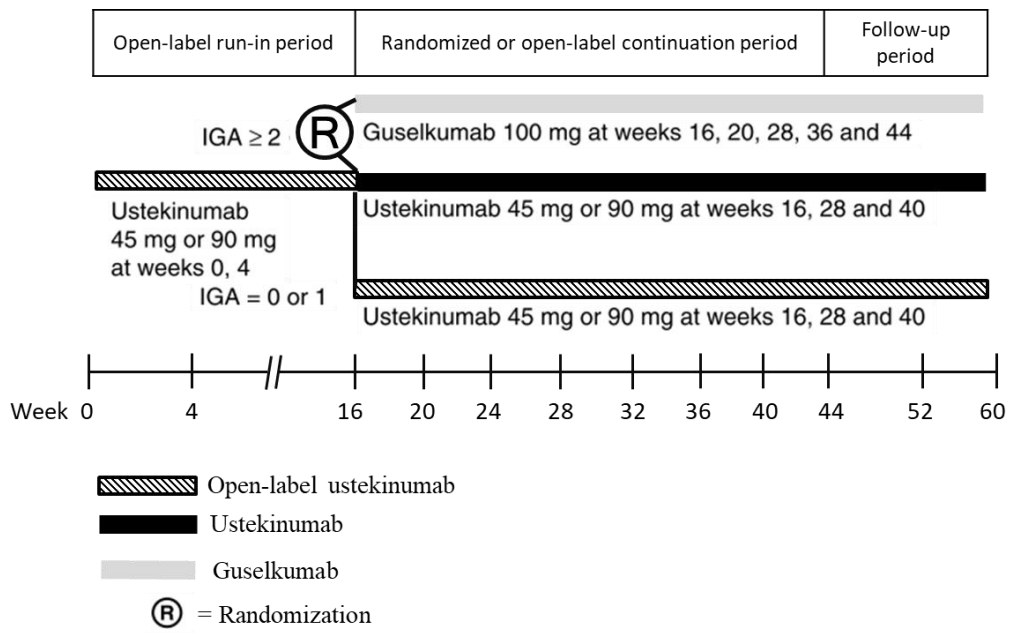 Open-label run-in period
Randomized or open-label continuation period
Follow-up
period
IGA ≥ 2
R
Guselkumab 100 mg at weeks 16, 20, 28, 36 and 44
Ustekinumab
45 mg or 90 mg
at weeks 0, 4
Ustekinumab 45 mg or 90 mg at weeks 16, 28 and 40
IGA = 0 or 1
Ustekinumab 45 mg or 90 mg at weeks 16, 28 and 40
Week 0 4 16 20 24 28 32 36 40 44 52 60
Open-label ustekinumab
Ustekinumab
Guselkumab
R = Randomization